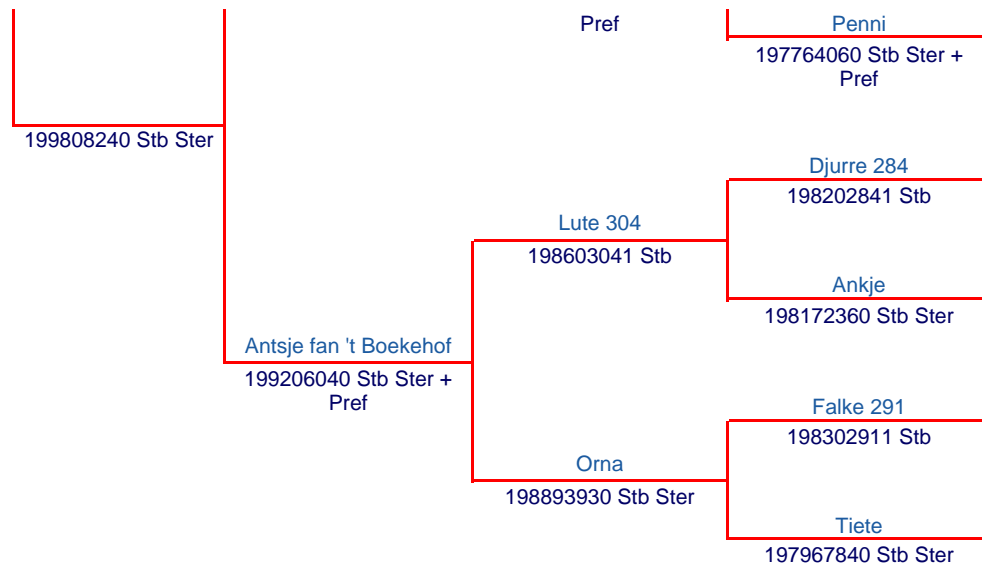 Pref
Penni
197764060 Stb Ster +
Pref
199808240 Stb Ster
Djurre 284
198202841 Stb
Lute 304
198603041 Stb
Ankje
198172360 Stb Ster
Antsje fan 't Boekehof
199206040 Stb Ster +
Pref
Falke 291
198302911 Stb
Orna
198893930 Stb Ster
Tiete
197967840 Stb Ster